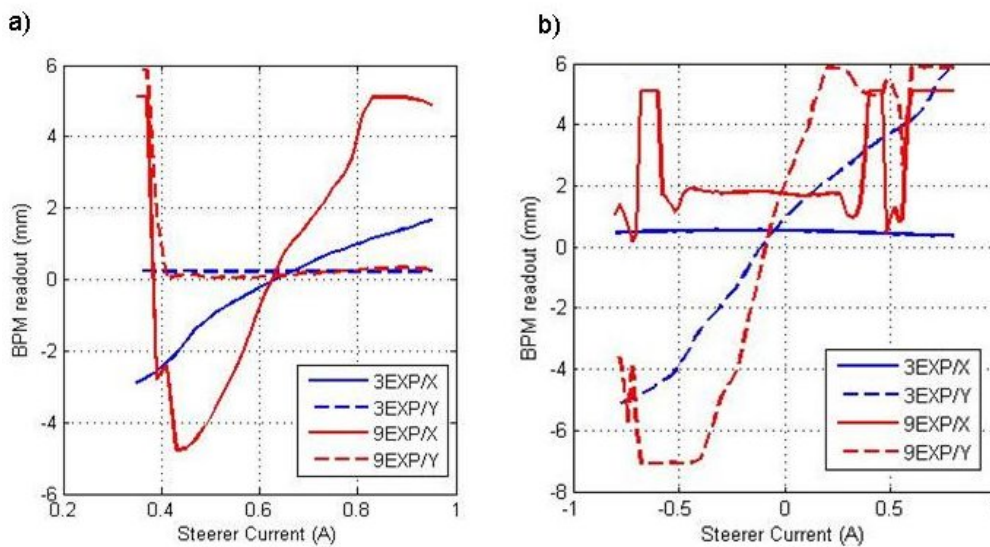 a)
6
4
2
0
-2
-4
-6
0.2
0.4
0.6
0.8
1
BPM readout (mm)
Steerer Current (A)
3EXP/X
3EXP/Y
9EXP/X
9EXP/Y
b)
6
4
2
0
-2
-4
-6
-8
-1
-0.5
0
0.5
1
BPM readout (mm)
Steerer Current (A)
3EXP/X
3EXP/Y
9EXP/X
9EXP/Y